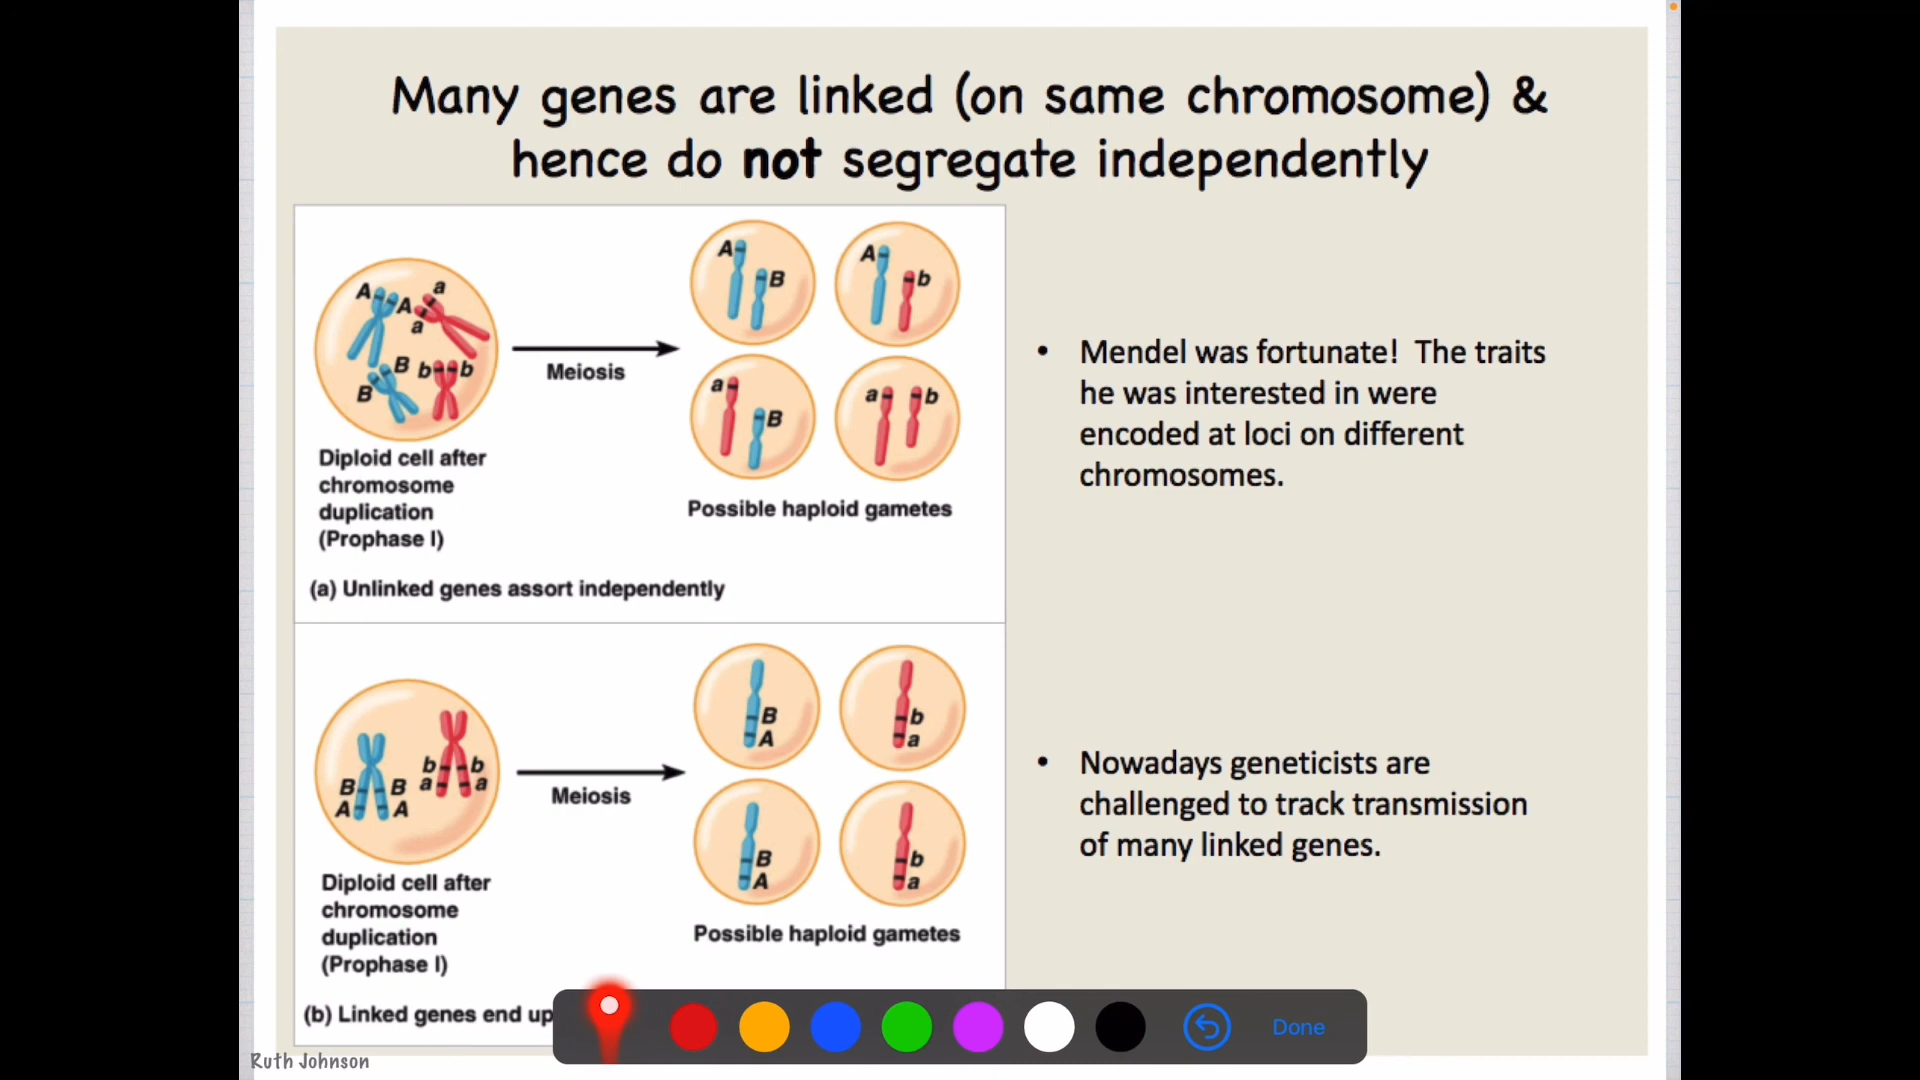 Many genes are linked (on same chromosome) &
hence do not segregate independently
A
A
a
a
B
B
b
b
Meiosis
A
B
A
b
a
B
a
b
Diploid cell after
chromosome
duplication
(Prophase I)
Possible haploid gametes
(a) Unlinked genes assort independently
• Mendel was fortunate! The traits
he was interested in were
encoded at loci on different
chromosomes.
B
B
A
A
b
b
a
a
Meiosis
B
A
b
a
B
A
b
a
Diploid cell after
chromosome
duplication
(Prophase I)
Possible haploid gametes
(b) Linked genes end up
• Nowadays geneticists are
challenged to track transmission
of many linked genes.
Done
Ruth Johnson